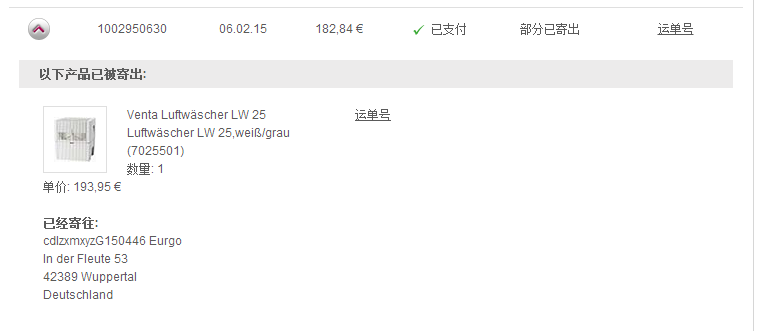 1002950630 06.02.15 182,84 € 已支付 部分已寄出 运单号
以下产品已被寄出:
Venta Luftwäscher LW 25 运单号
Luftwäscher LW 25,weiß/grau
(7025501)
数量: 1
单价: 193,95 €
已经寄往:
cdlzxmxyzG150446 Eurgo
In der Fleute 53
42389 Wuppertal
Deutschland